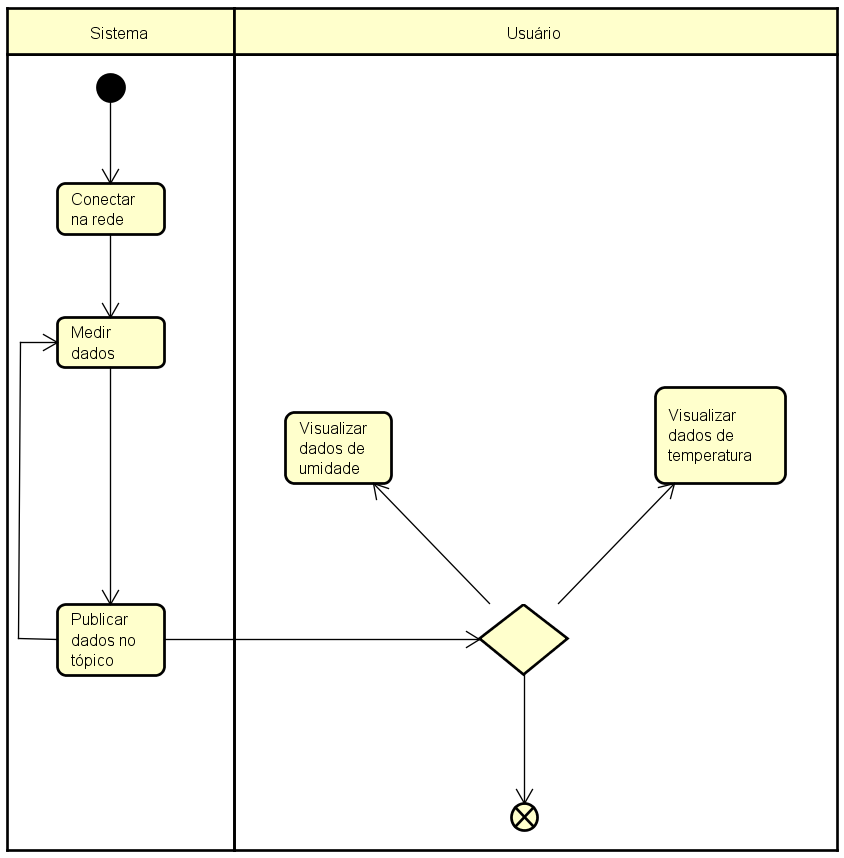 Sistema
Usuário
Conectar
na rede
Medir
dados
Visualizar
dados de
umidade
Visualizar
dados de
temperatura
Publicar
dados no
tópico